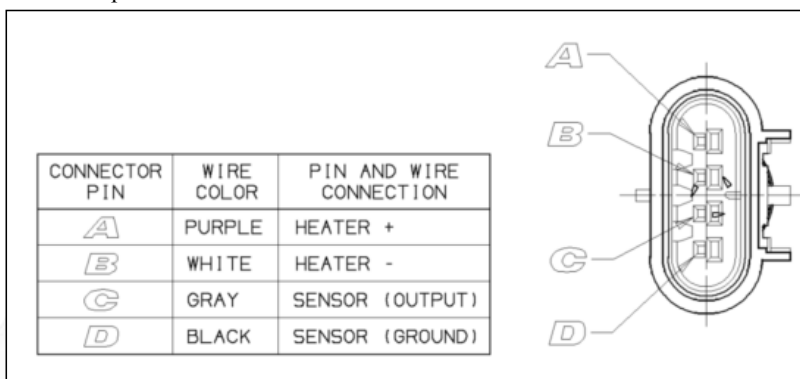 CONNECTOR PIN WIRE COLOR PIN AND WIRE CONNECTION
A PURPLE HEATER +
B WHITE HEATER -
C GRAY SENSOR (OUTPUT)
D BLACK SENSOR (GROUND)
A
B
C
D